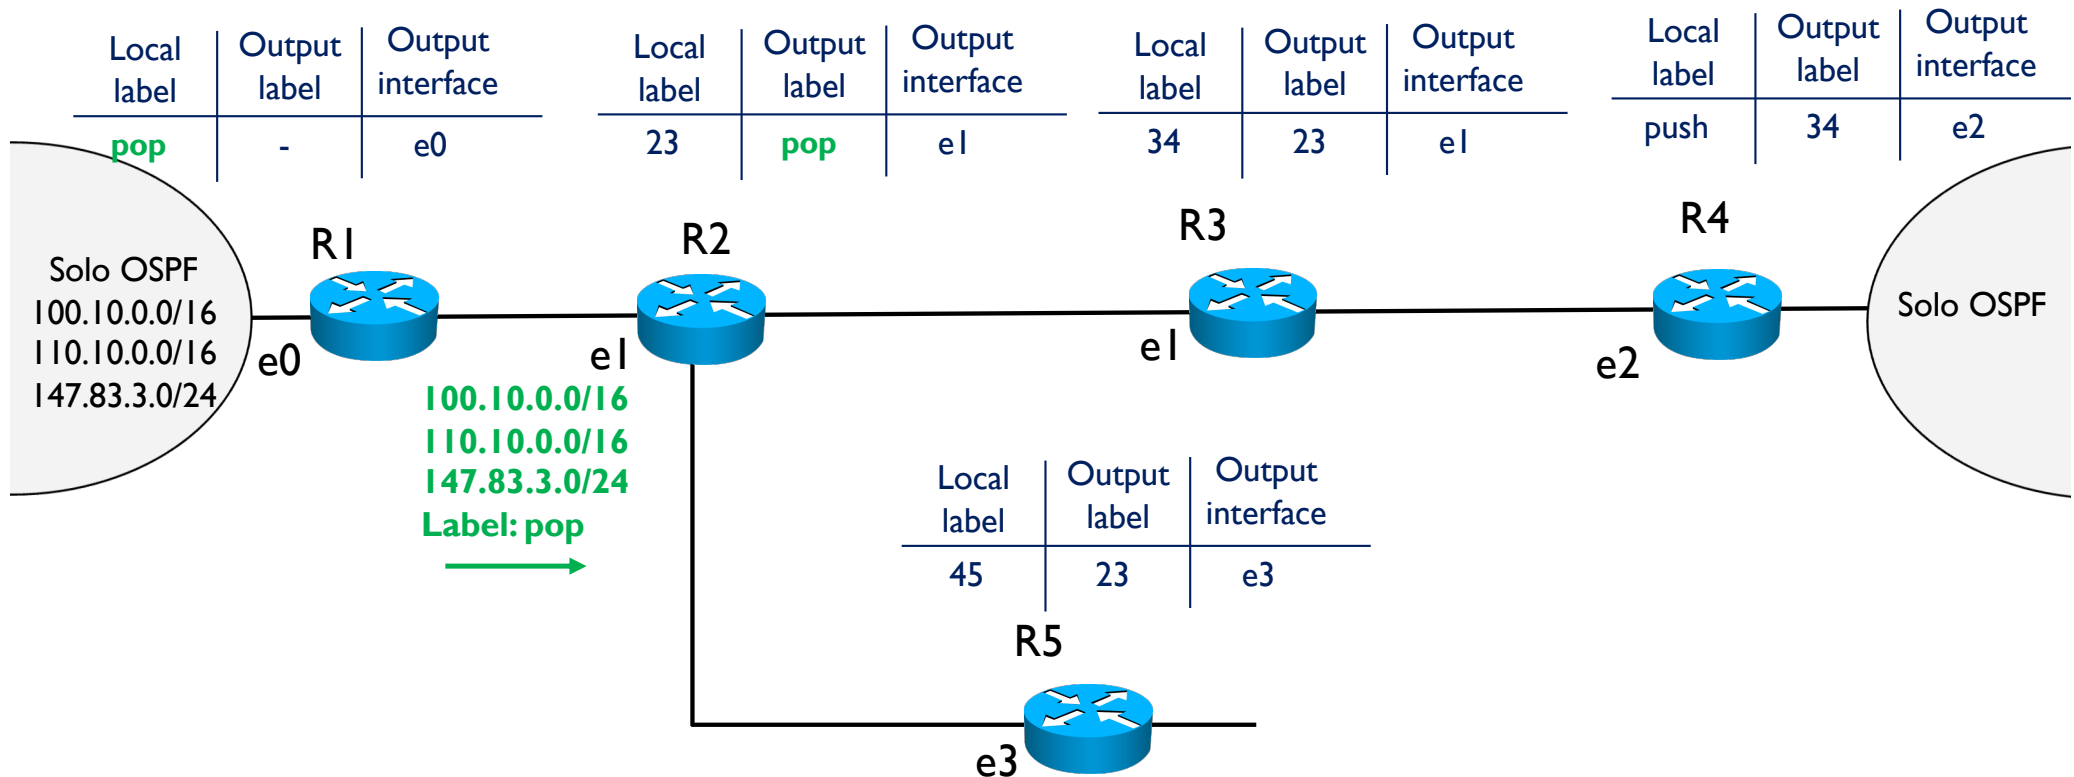 Local label | Output label | Output interface
pop | - | e0
Local label | Output label | Output interface
23 | pop | e1
Local label | Output label | Output interface
34 | 23 | e1
Local label | Output label | Output interface
push | 34 | e2
R1
R2
R3
R4
Solo OSPF
100.10.0.0/16
110.10.0.0/16
147.83.3.0/24
e0
e1
e1
e2
Solo OSPF
100.10.0.0/16
110.10.0.0/16
147.83.3.0/24
Label: pop
Local label | Output label | Output interface
45 | 23 | e3
R5
e3